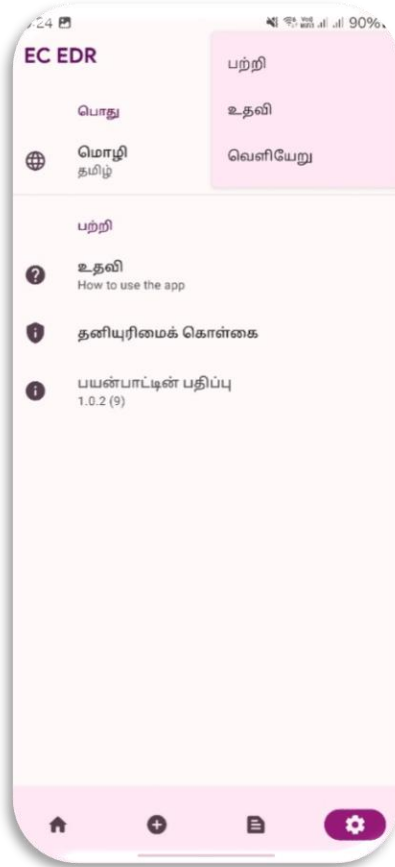 :24
90%
EC EDR
பற்றி
உதவி
வெளியேறு
பொது
மொழி
தமிழ்
பற்றி
உதவி
How to use the app
தனியுரிமைக் கொள்கை
பயன்பாட்டின் பதிப்பு
1.0.2 (9)